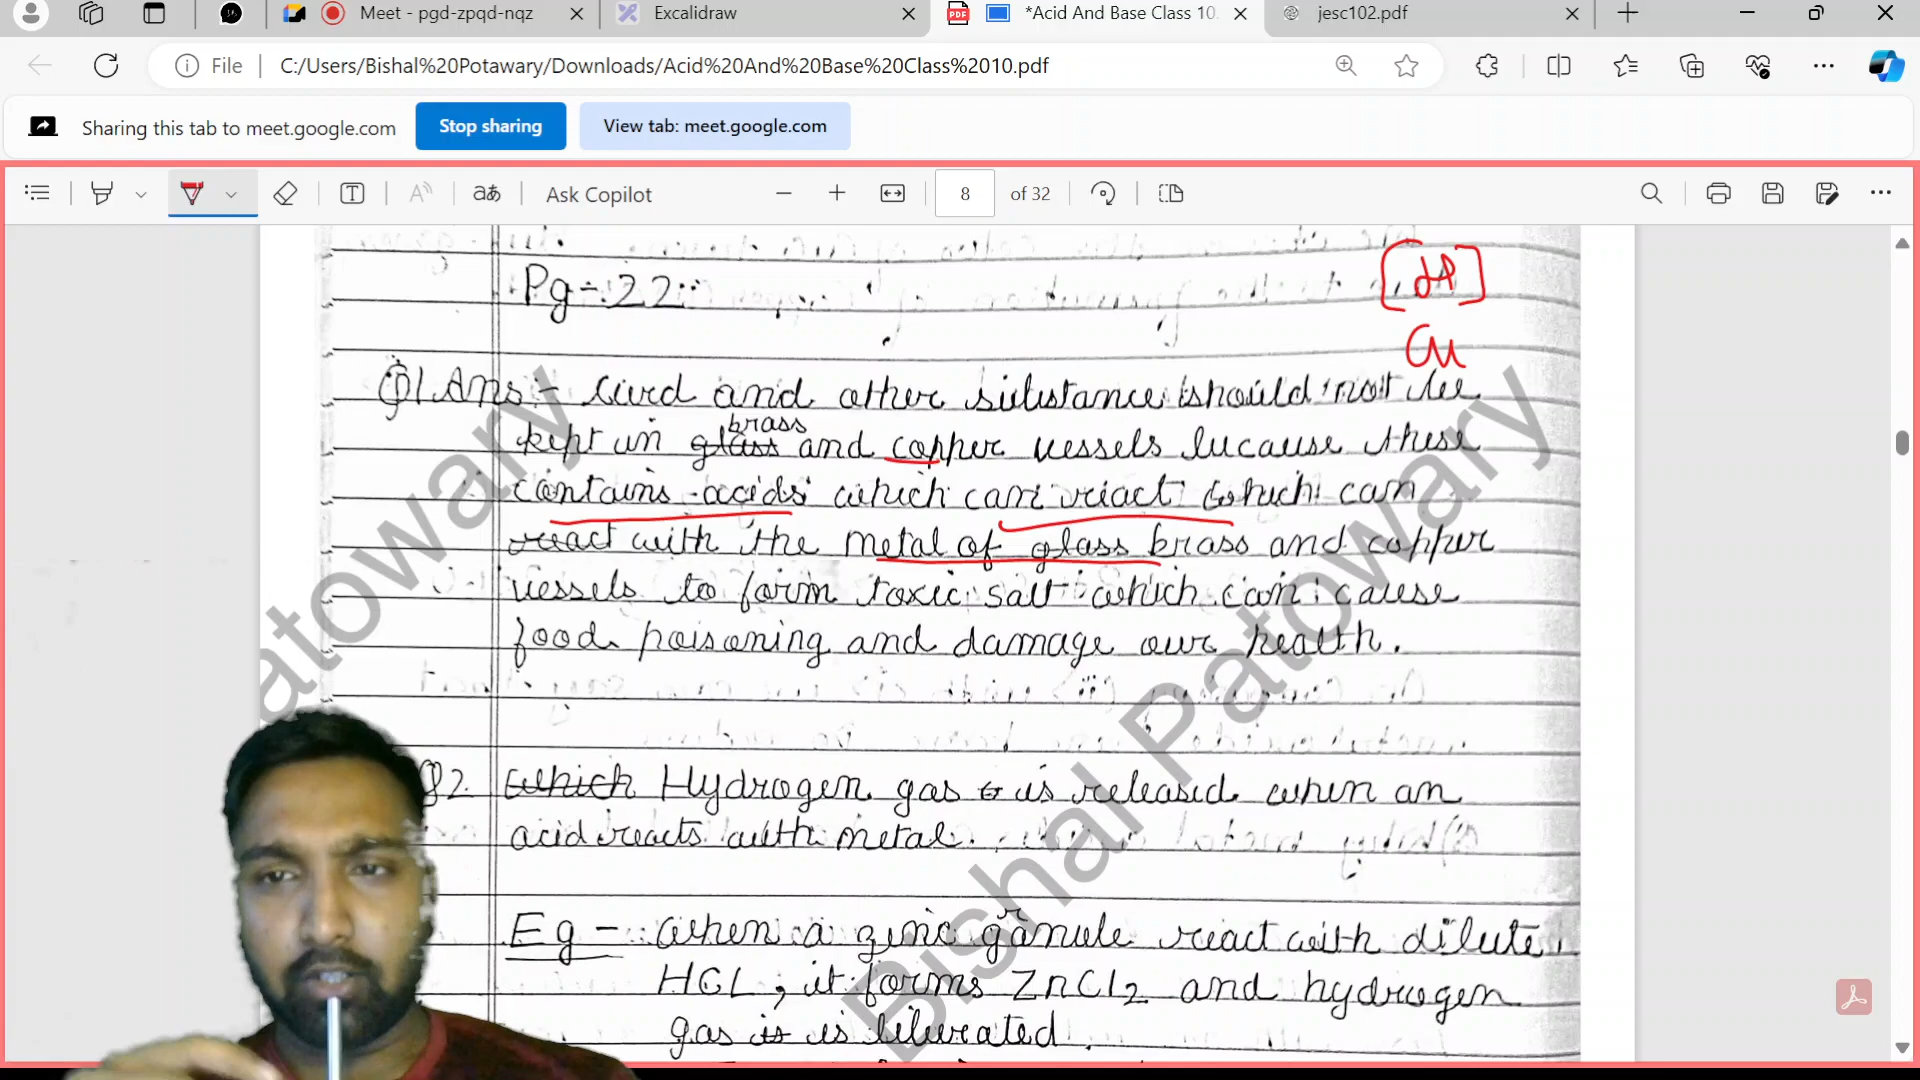 Meet - pgd-zpqd-nqz
Excalidraw
*Acid And Base Class 10.
jesc102.pdf
File
C:/Users/Bishal%20Potawary/Downloads/Acid%20And%20Base%20Class%2010.pdf
Sharing this tab to meet.google.com
Stop sharing
View tab: meet.google.com
Ask Copilot
8 of 32
Pg - 22
Cu
Q1 Ans:- Curd and other substance should not be
brass
kept in glass and copper vessels because these
contains acids which can react which can
react with the metal of glass brass and copper
vessels to form toxic salt which can cause
food poisoning and damage our health.
Q2. Which Hydrogen gas is released when an
acid reacts with metal.
Eg - When a zinc granule react with dilute
HCL, it forms ZnCl2 and hydrogen
gas is is liberated.
Bishal Patowary
atowary